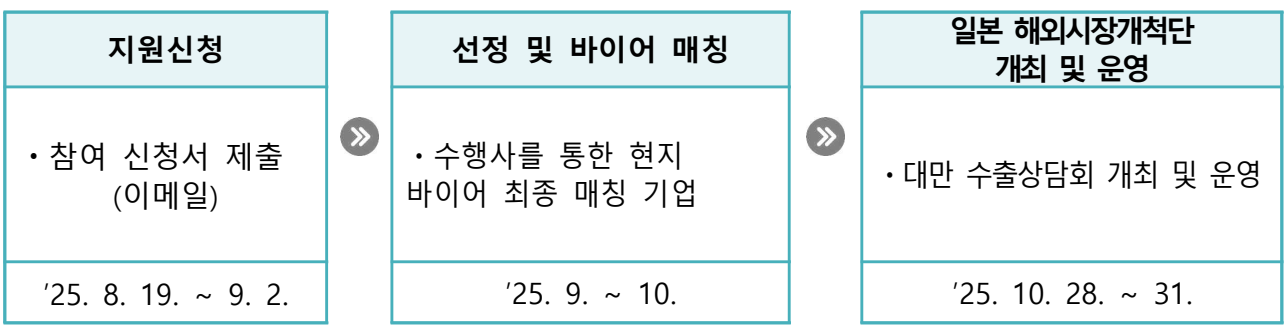 지원신청
・참여 신청서 제출
(이메일)
'25. 8. 19. ~ 9. 2.
선정 및 바이어 매칭
・수행사를 통한 현지
바이어 최종 매칭 기업
'25. 9. ~ 10.
일본 해외시장개척단
개최 및 운영
・대만 수출상담회 개최 및 운영
'25. 10. 28. ~ 31.